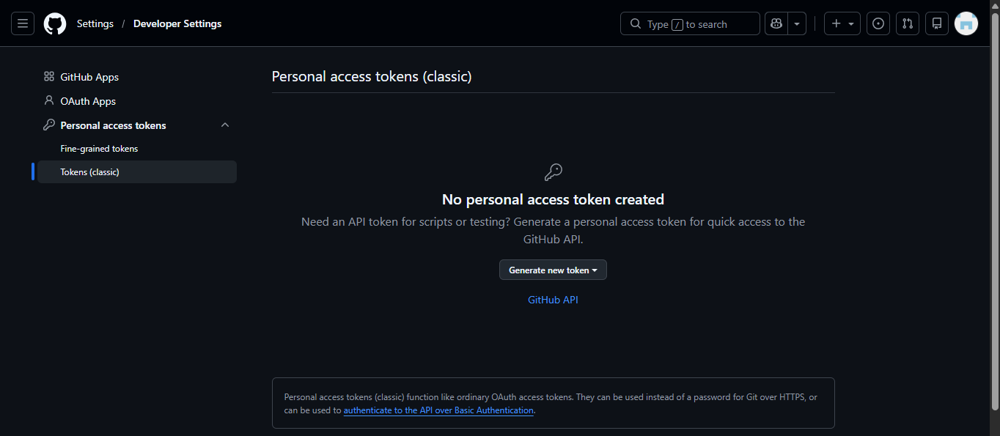 Settings / Developer Settings
Type / to search
GitHub Apps
OAuth Apps
Personal access tokens
Fine-grained tokens
Tokens (classic)
Personal access tokens (classic)
No personal access token created
Need an API token for scripts or testing? Generate a personal access token for quick access to the
GitHub API.
Generate new token
GitHub API
Personal access tokens (classic) function like ordinary OAuth access tokens. They can be used instead of a password for Git over HTTPS, or
can be used to authenticate to the API over Basic Authentication.